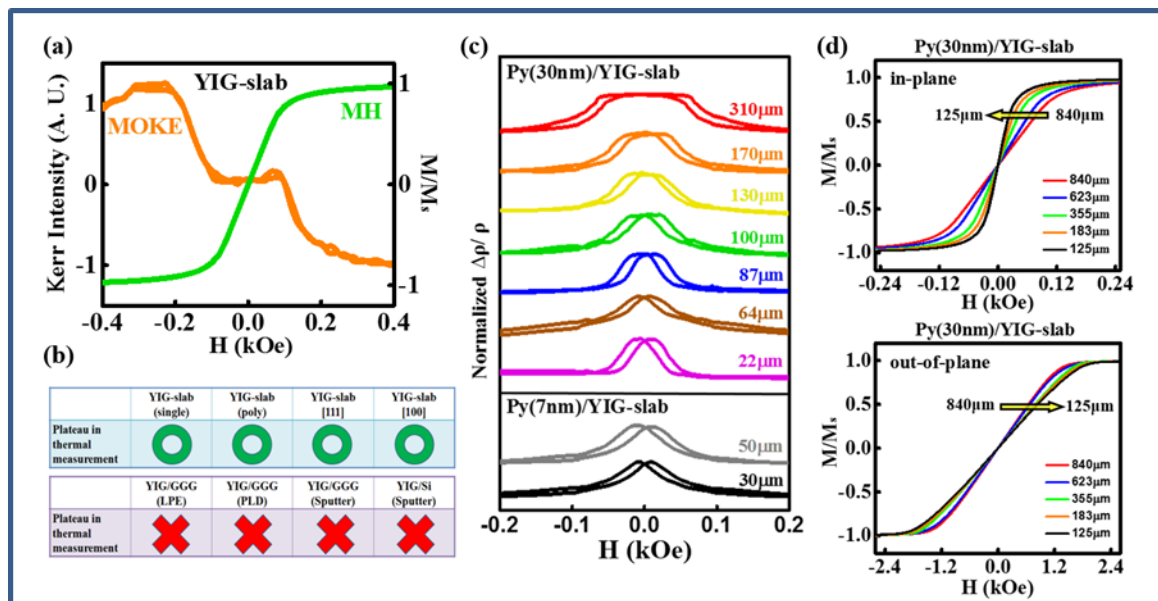 (a)
YIG-slab
MOKE
MH
Kerr Intensity (A. U.)
1
0
-1
M/Ms
1
0
-1
-0.4 -0.2 0.0 0.2 0.4
H (kOe)
(b)
YIG-slab (single)
YIG-slab (poly)
YIG-slab [111]
YIG-slab [100]
Plateau in thermal measurement
YIG/GGG (LPE)
YIG/GGG (PLD)
YIG/GGG (Sputter)
YIG/Si (Sputter)
Plateau in thermal measurement
(c)
Py(30nm)/YIG-slab
310μm
170μm
130μm
100μm
87μm
64μm
22μm
Py(7nm)/YIG-slab
50μm
30μm
Normalized Δρ/ ρ
-0.2 -0.1 0.0 0.1 0.2
H (kOe)
(d)
Py(30nm)/YIG-slab
in-plane
125μm 840μm
M/Ms
1.0
0.5
0.0
-0.5
-1.0
840μm
623μm
355μm
183μm
125μm
-0.24 -0.12 0.00 0.12 0.24
H (kOe)
Py(30nm)/YIG-slab
out-of-plane
840μm 125μm
M/Ms
1.0
0.5
0.0
-0.5
-1.0
840μm
623μm
355μm
183μm
125μm
-2.4 -1.2 0.0 1.2 2.4
H (kOe)